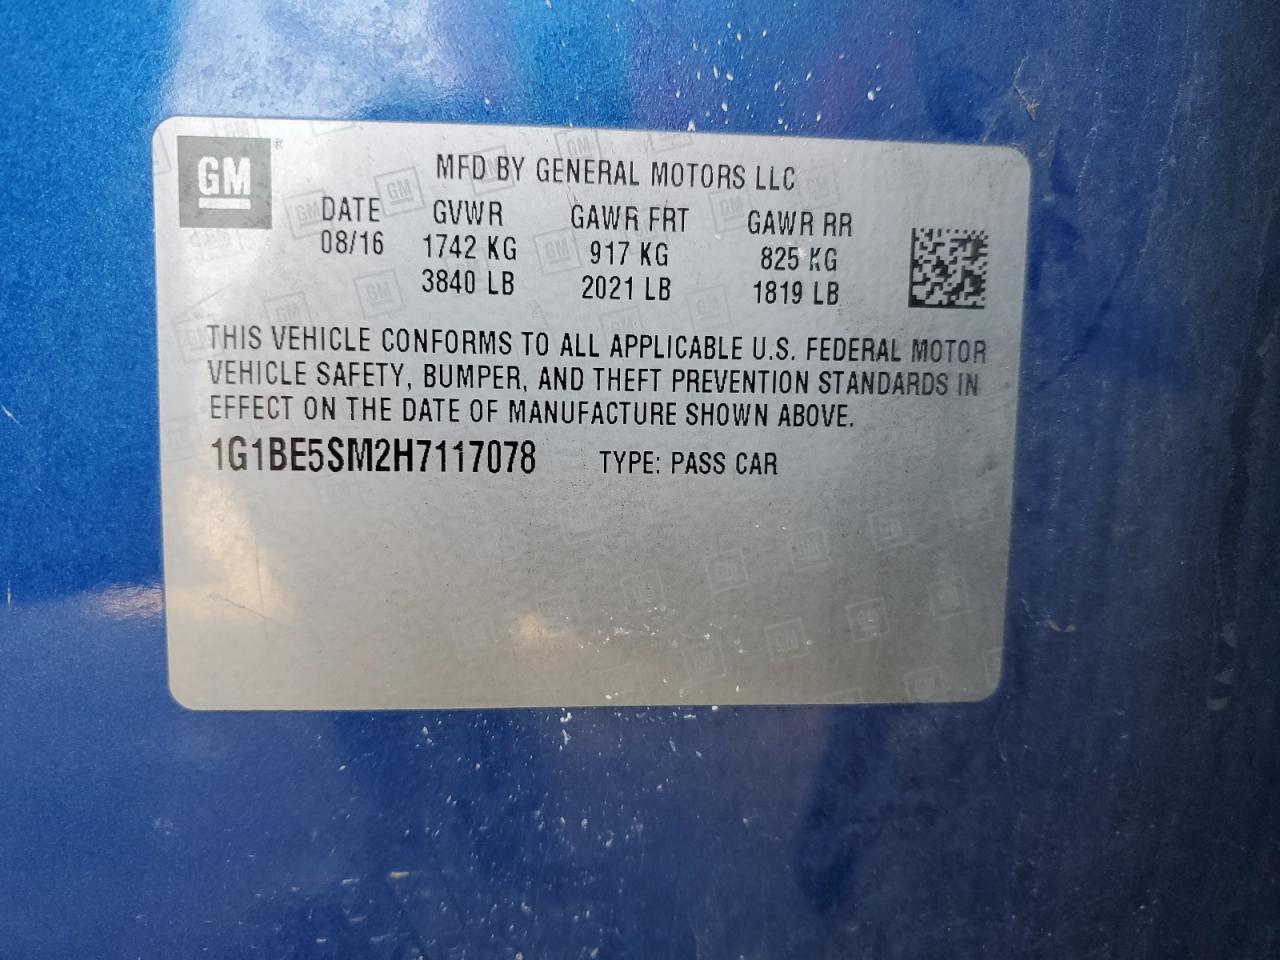 GM®
MFD BY GENERAL MOTORS LLC
DATE GVWR GAWR FRT GAWR RR
08/16 1742 KG 917 KG 825 KG
3840 LB 2021 LB 1819 LB
THIS VEHICLE CONFORMS TO ALL APPLICABLE U.S. FEDERAL MOTOR
VEHICLE SAFETY, BUMPER, AND THEFT PREVENTION STANDARDS IN
EFFECT ON THE DATE OF MANUFACTURE SHOWN ABOVE.
1G1BE5SM2H7117078 TYPE: PASS CAR